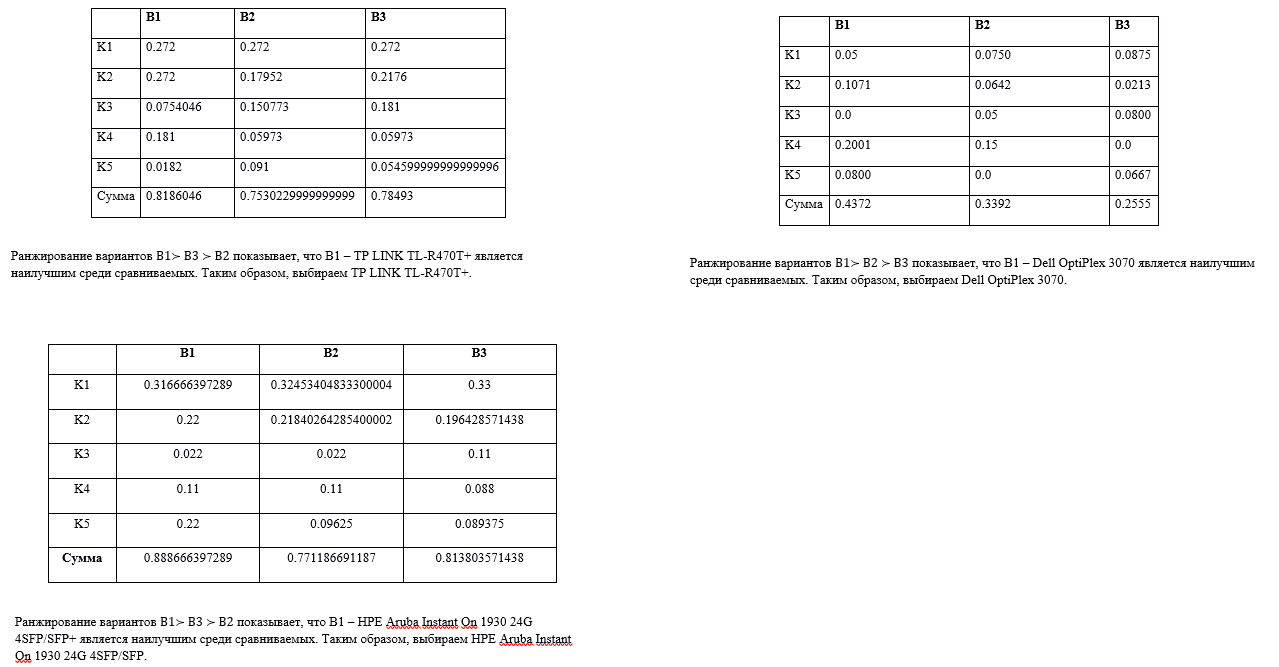 B1 B2 B3
K1 0.272 0.272 0.272
K2 0.272 0.17952 0.2176
K3 0.0754046 0.150773 0.181
K4 0.181 0.05973 0.05973
K5 0.0182 0.091 0.054599999999999996
Сумма 0.8186046 0.7530229999999999 0.78493
Ранжирование вариантов B1> B3 > B2 показывает, что B1 – TP LINK TL-R470T+ является
наилучшим среди сравниваемых. Таким образом, выбираем TP LINK TL-R470T+.
B1 B2 B3
K1 0.05 0.0750 0.0875
K2 0.1071 0.0642 0.0213
K3 0.0 0.05 0.0800
K4 0.2001 0.15 0.0
K5 0.0800 0.0 0.0667
Сумма 0.4372 0.3392 0.2555
Ранжирование вариантов B1> B2 > B3 показывает, что B1 – Dell OptiPlex 3070 является наилучшим
среди сравниваемых. Таким образом, выбираем Dell OptiPlex 3070.
B1 B2 B3
K1 0.316666397289 0.32453404833300004 0.33
K2 0.22 0.21840264285400002 0.196428571438
K3 0.022 0.022 0.11
K4 0.11 0.11 0.088
K5 0.22 0.09625 0.089375
Сумма 0.888666397289 0.771186691187 0.813803571438
Ранжирование вариантов B1> B3 > B2 показывает, что B1 – HPE Aruba Instant On 1930 24G
4SFP/SFP+ является наилучшим среди сравниваемых. Таким образом, выбираем HPE Aruba Instant
On 1930 24G 4SFP/SFP.